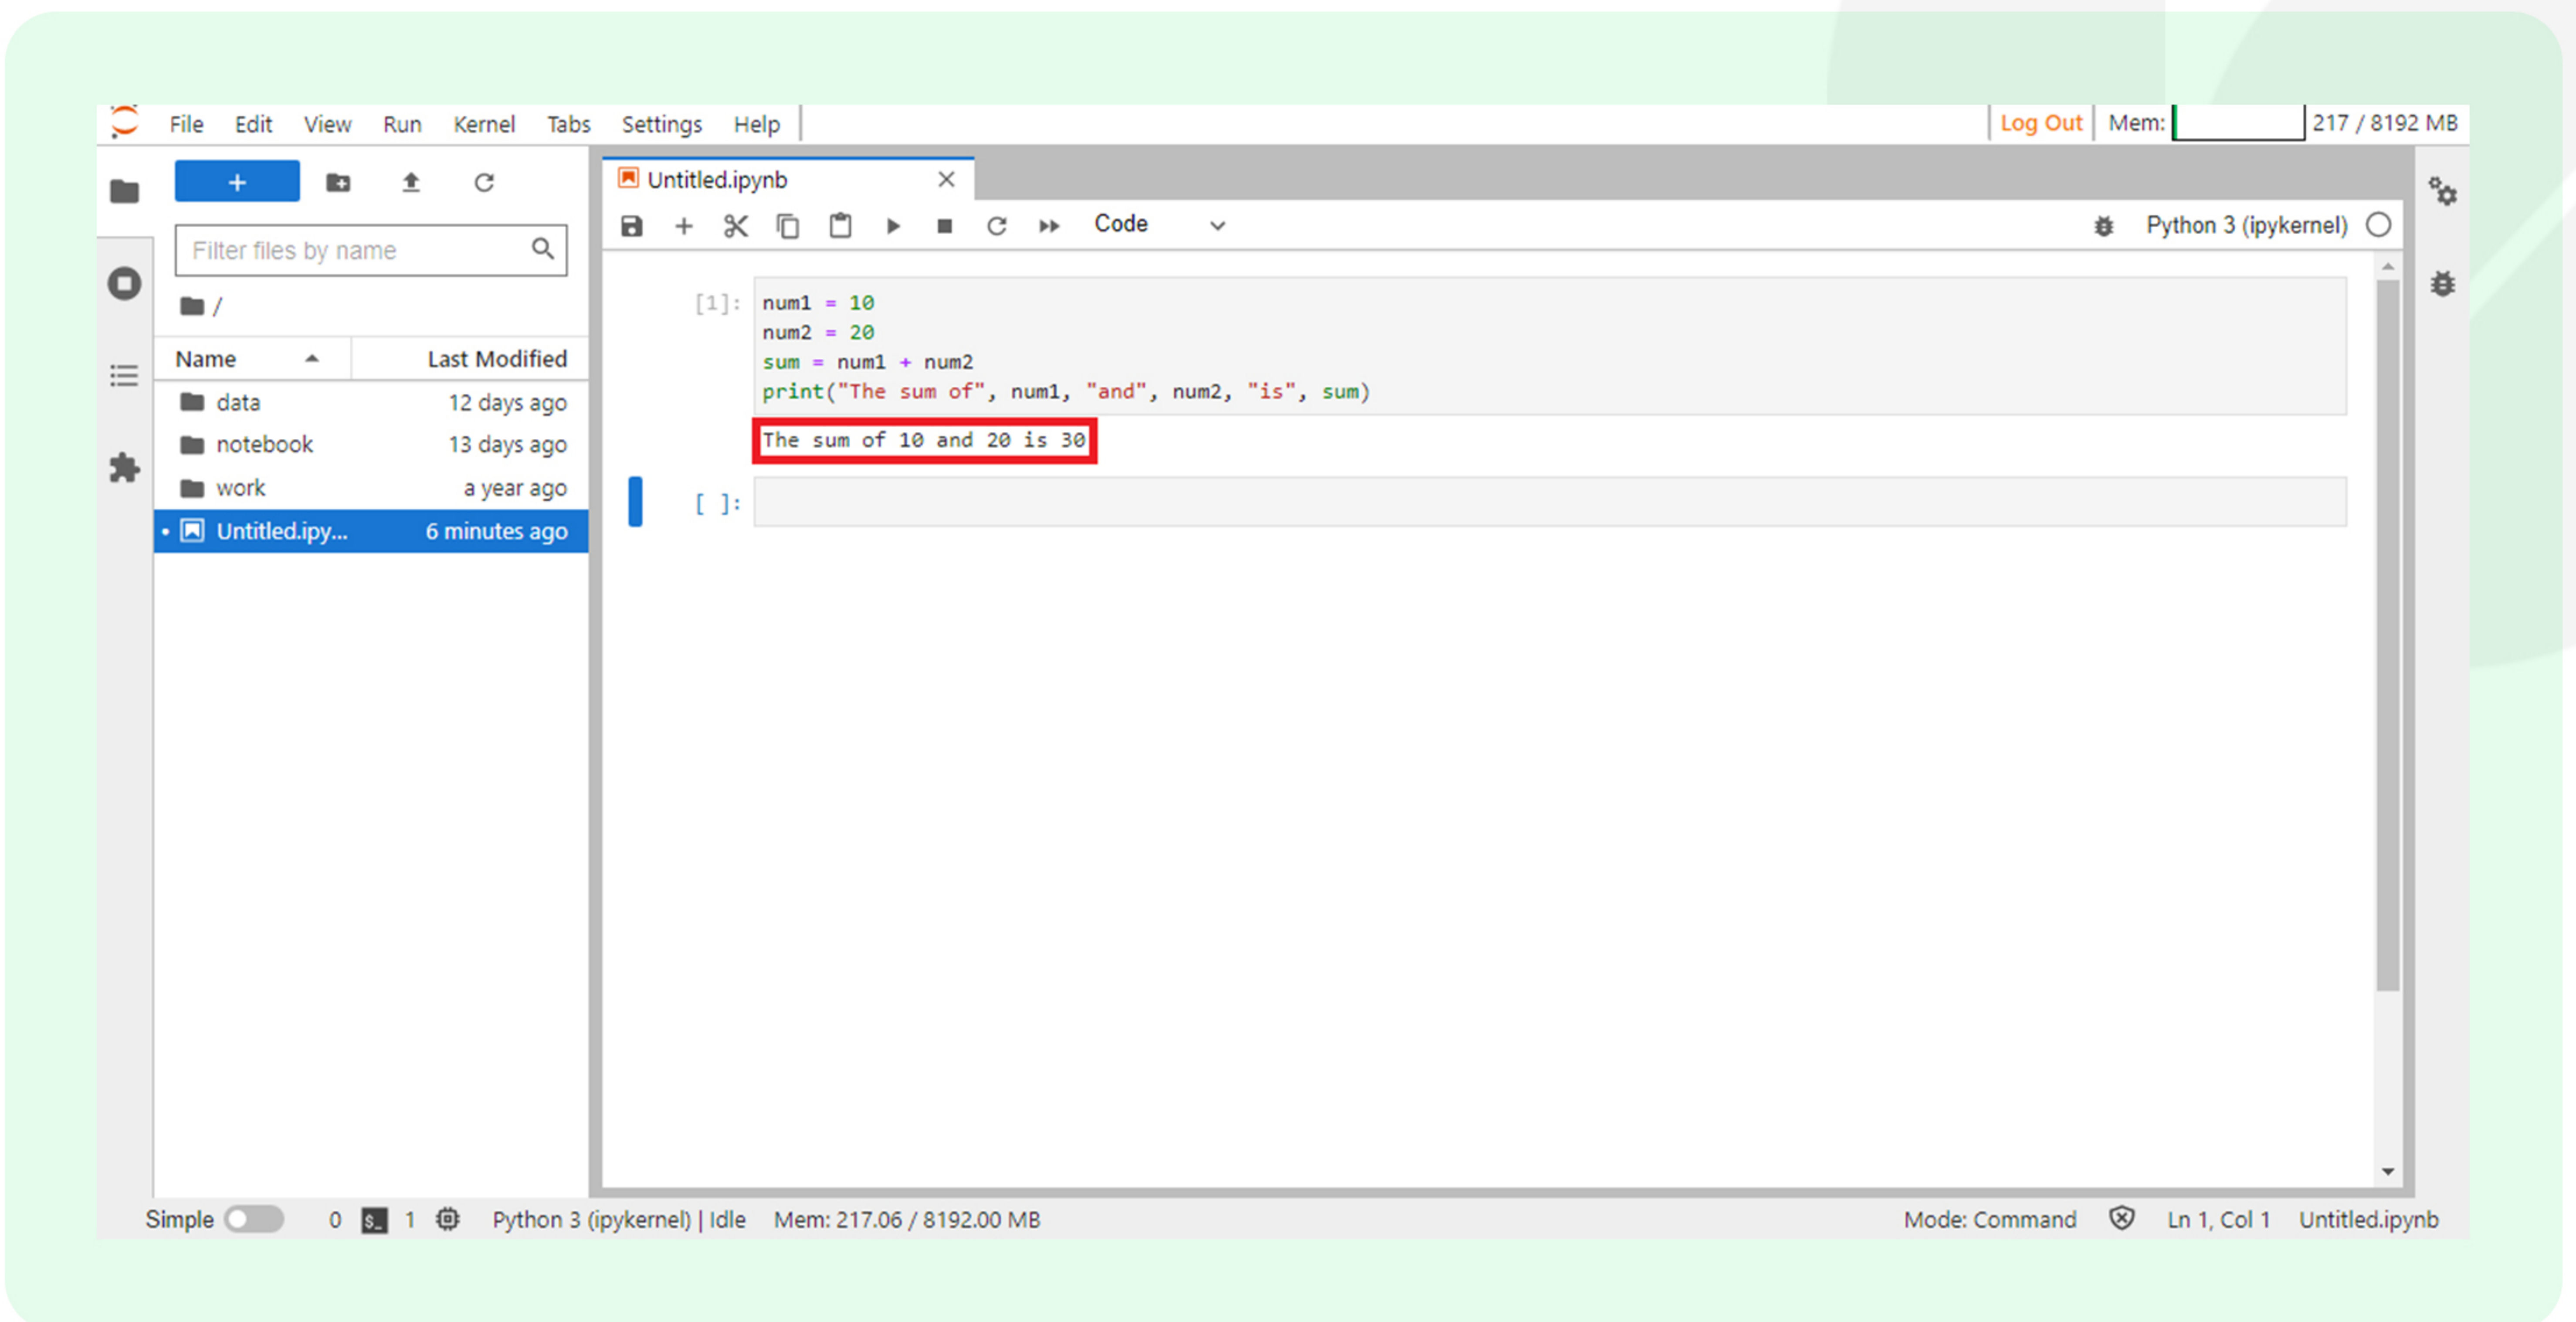 File Edit View Run Kernel Tabs Settings Help
Log Out Mem: 217 / 8192 MB
Filter files by name
/
Name Last Modified
data 12 days ago
notebook 13 days ago
work a year ago
Untitled.ipy... 6 minutes ago
Untitled.ipynb
Code Python 3 (ipykernel)
[1]: num1 = 10
num2 = 20
sum = num1 + num2
print("The sum of", num1, "and", num2, "is", sum)
The sum of 10 and 20 is 30
[ ]:
Simple 0 $_ 1 Python 3 (ipykernel) | Idle Mem: 217.06 / 8192.00 MB Mode: Command Ln 1, Col 1 Untitled.ipynb